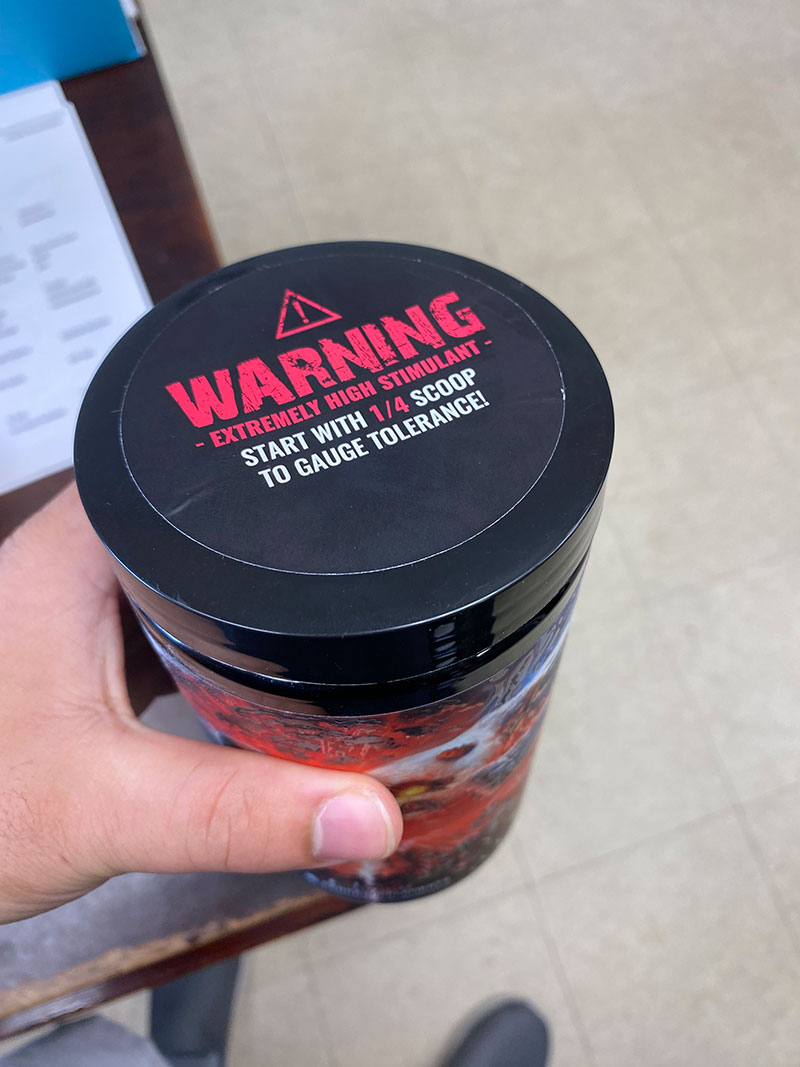 WARNING
- EXTREMELY HIGH STIMULANT -
START WITH 1/4 SCOOP
TO GAUGE TOLERANCE!